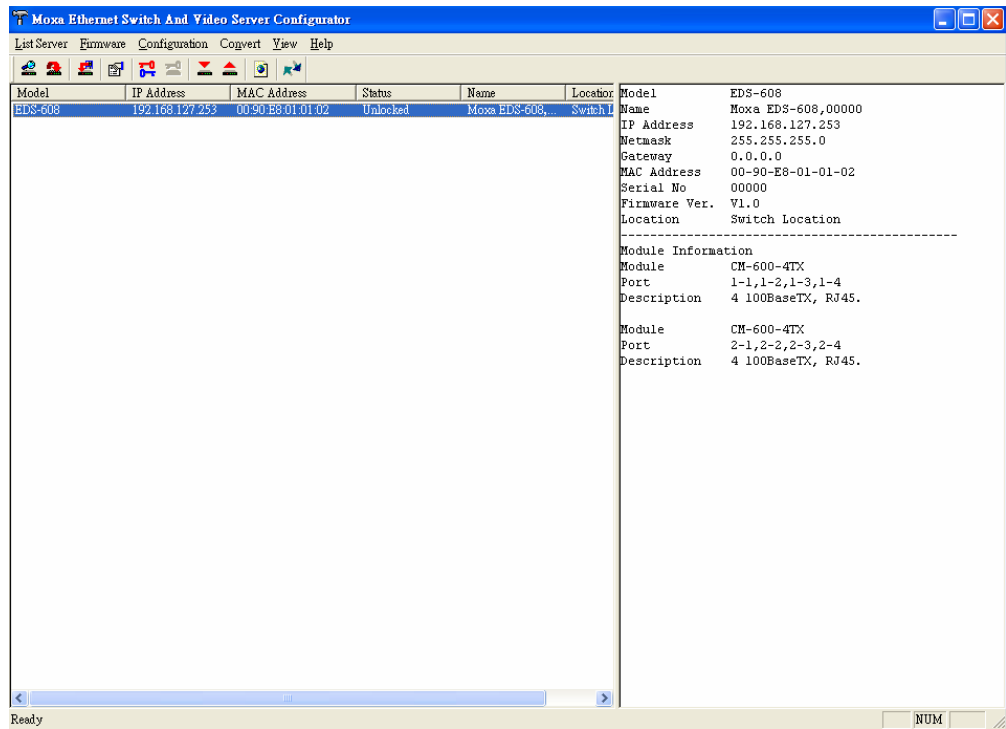 Moxa Ethernet Switch And Video Server Configurator
List Server Firmware Configuration Convert View Help
Model IP Address MAC Address Status Name Location
EDS-608 192.168.127.253 00:90:E8:01:01:02 Unlocked Moxa EDS-608,... Switch L
Model EDS-608
Name Moxa EDS-608,00000
IP Address 192.168.127.253
Netmask 255.255.255.0
Gateway 0.0.0.0
MAC Address 00-90-E8-01-01-02
Serial No 00000
Firmware Ver. V1.0
Location Switch Location
----------------------------------------------
Module Information
Module CM-600-4TX
Port 1-1,1-2,1-3,1-4
Description 4 100BaseTX, RJ45.
Module CM-600-4TX
Port 2-1,2-2,2-3,2-4
Description 4 100BaseTX, RJ45.
Ready NUM